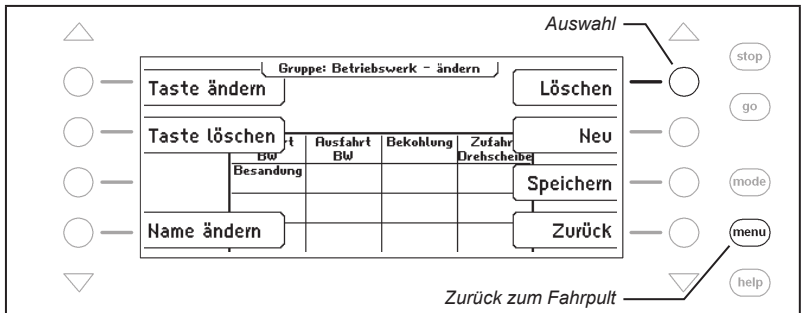 Auswahl
stop
Gruppe: Betriebswerk - ändern
Taste ändern
Löschen
go
Taste löschen
Neu
Ausfahrt Bekohlung
BW BW Drehscheibe
Besandung
Speichern
mode
Name ändern
Zurück
menu
help
Zurück zum Fahrpult